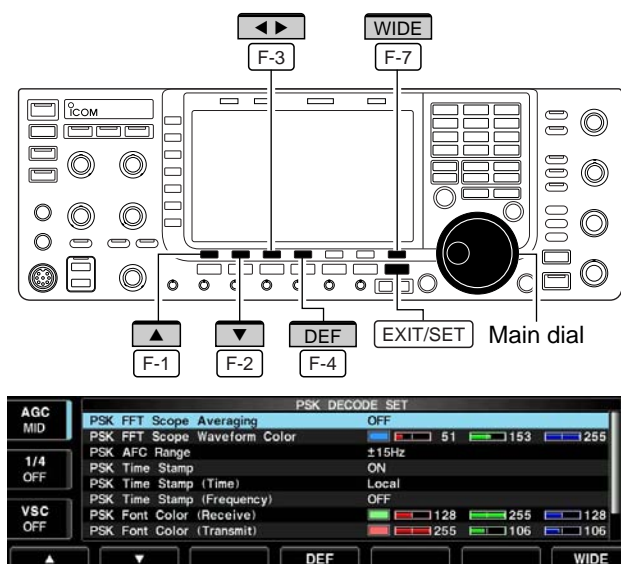 ◄ ► WIDE
F-3 F-7
ICOM
▲ ▼ DEF EXIT/SET Main dial
F-1 F-2 F-4
PSK DECODE SET
AGC
MID
1/4
OFF
VSC
OFF
PSK FFT Scope Averaging OFF
PSK FFT Scope Waveform Color 51 153 255
PSK AFC Range ±15Hz
PSK Time Stamp ON
PSK Time Stamp (Time) Local
PSK Time Stamp (Frequency) OFF
PSK Font Color (Receive) 128 255 128
PSK Font Color (Transmit) 255 106 106
▲ ▼ DEF WIDE